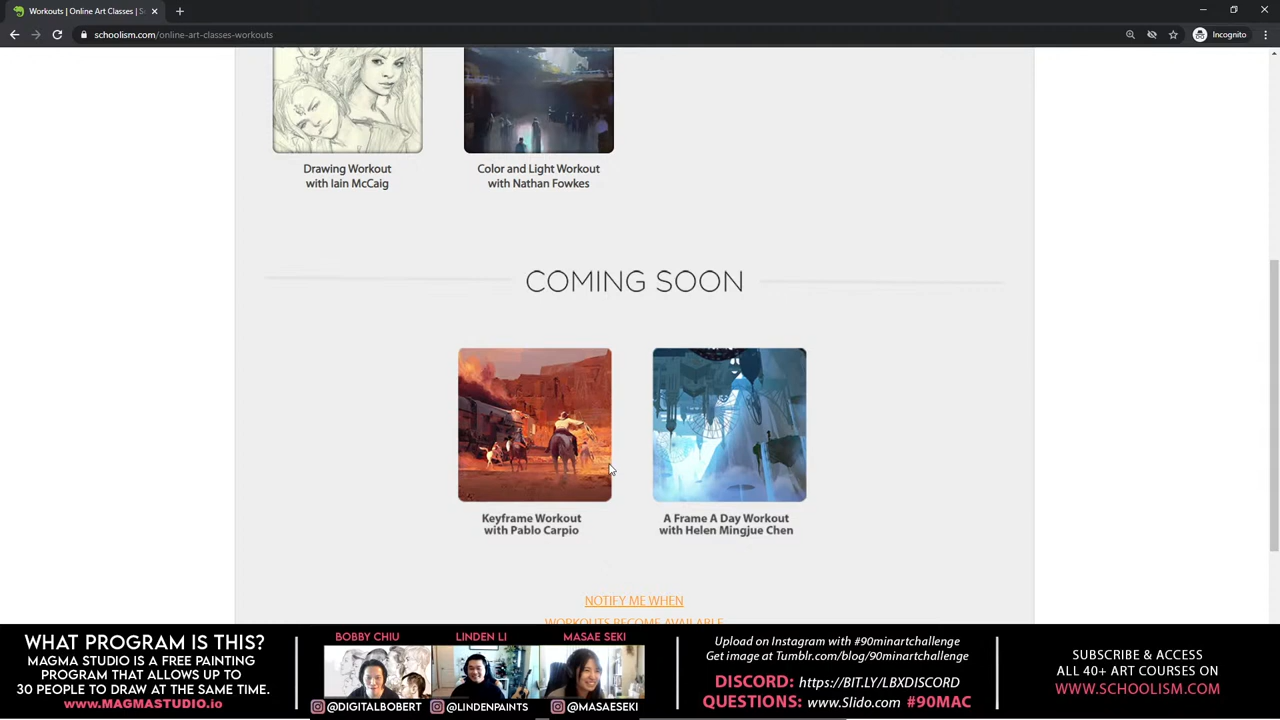 Workouts | Online Art Classes | S
schoolism.com/online-art-classes-workouts
Incognito
Drawing Workout
with Iain McCaig
Color and Light Workout
with Nathan Fowkes
COMING SOON
Keyframe Workout
with Pablo Carpio
A Frame A Day Workout
with Helen Mingjue Chen
NOTIFY ME WHEN
WORKOUTS BECOME AVAILABLE
WHAT PROGRAM IS THIS?
MAGMA STUDIO IS A FREE PAINTING
PROGRAM THAT ALLOWS UP TO
30 PEOPLE TO DRAW AT THE SAME TIME.
www.MAGMASTUDIO.io
BOBBY CHIU
LINDEN LI
MASAE SEKI
@DIGITALBOBERT
@LINDENPAINTS
@MASAESEKI
Upload on Instagram with #90minartchallenge
Get image at Tumblr.com/blog/90minartchallenge
DISCORD: https://BIT.LY/LBXDISCORD
QUESTIONS: www.Slido.com #90MAC
SUBSCRIBE & ACCESS
ALL 40+ ART COURSES ON
WWW.SCHOOLISM.COM